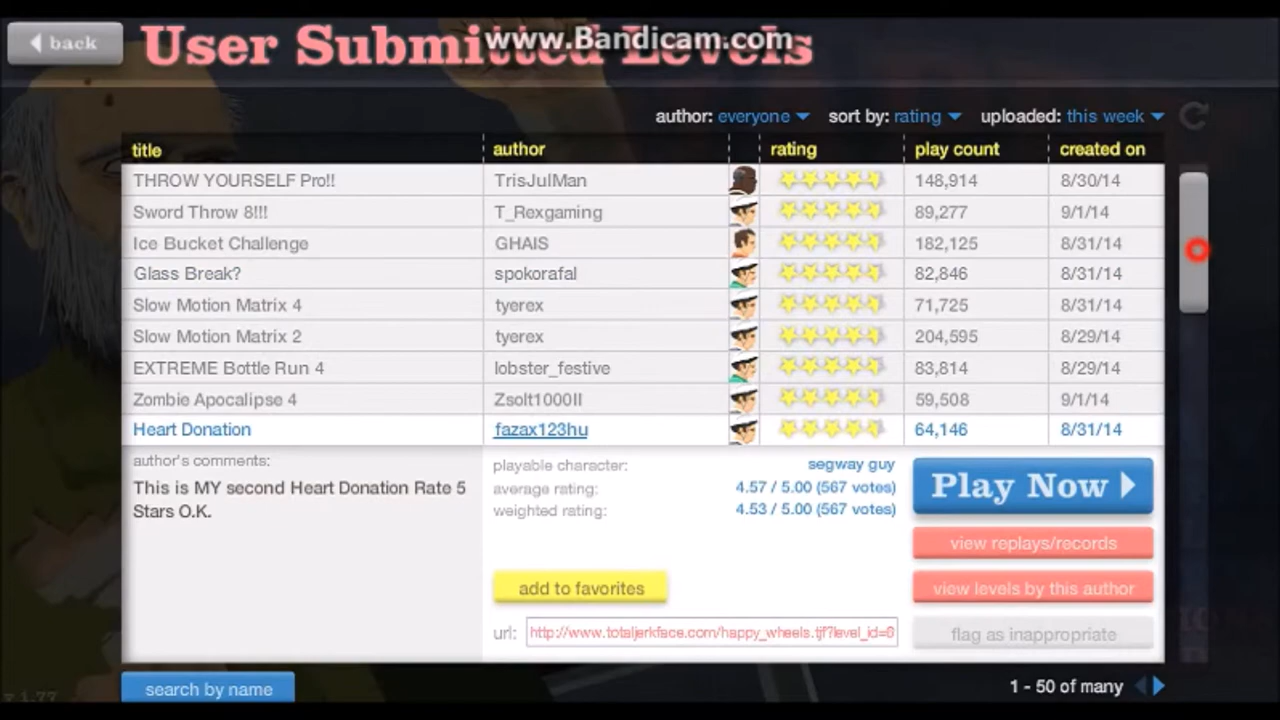 back
User Submitted Levels
www.Bandicam.com
author: everyone sort by: rating uploaded: this week
title author rating play count created on
THROW YOURSELF Pro!! TrisJulMan 148,914 8/30/14
Sword Throw 8!!! T_Rexgaming 89,277 9/1/14
Ice Bucket Challenge GHAIS 182,125 8/31/14
Glass Break? spokorafal 82,846 8/31/14
Slow Motion Matrix 4 tyerex 71,725 8/31/14
Slow Motion Matrix 2 tyerex 204,595 8/29/14
EXTREME Bottle Run 4 lobster_festive 83,814 8/29/14
Zombie Apocalipse 4 Zsolt1000II 59,508 9/1/14
Heart Donation fazax123hu 64,146 8/31/14
author's comments:
This is MY second Heart Donation Rate 5
Stars O.K.
playable character: segway guy
average rating: 4.57 / 5.00 (567 votes)
weighted rating: 4.53 / 5.00 (567 votes)
add to favorites
url: http://www.totaljerkface.com/happy_wheels.tjf?level_id=6
Play Now
view replays/records
view levels by this author
flag as inappropriate
search by name
1 - 50 of many
v 1.77